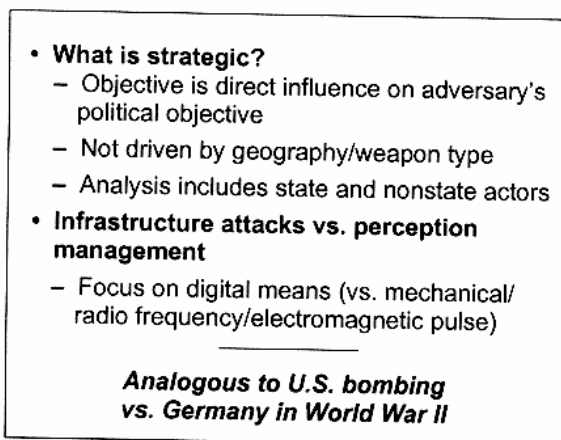 • What is strategic?
– Objective is direct influence on adversary's
political objective
– Not driven by geography/weapon type
– Analysis includes state and nonstate actors
• Infrastructure attacks vs. perception
management
– Focus on digital means (vs. mechanical/
radio frequency/electromagnetic pulse)
Analogous to U.S. bombing
vs. Germany in World War II